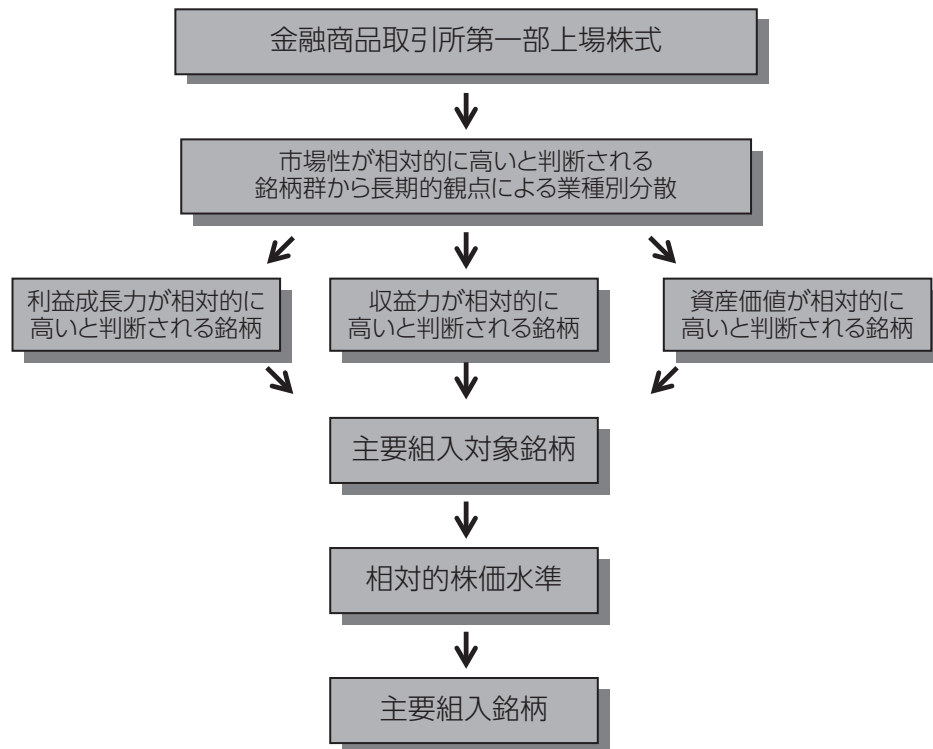 金融商品取引所第一部上場株式
市場性が相対的に高いと判断される
銘柄群から長期的観点による業種別分散
利益成長力が相対的に
高いと判断される銘柄
収益力が相対的に
高いと判断される銘柄
資産価値が相対的に
高いと判断される銘柄
主要組入対象銘柄
相対的株価水準
主要組入銘柄